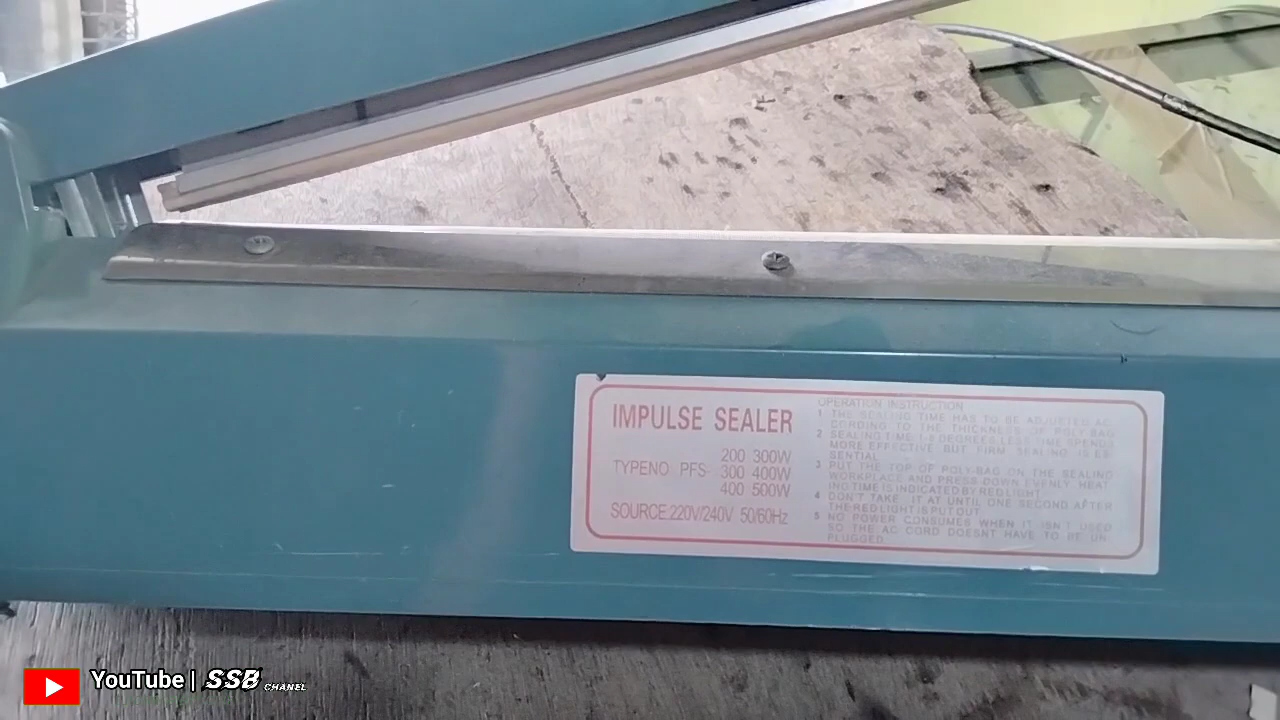 IMPULSE SEALER
200 300W
TYPENO PFS- 300 400W
400 500W
SOURCE:220V/240V 50/60Hz
OPERATION INSTRUCTION
1 THE SEALING TIME HAS TO BE ADJUSTED AC
CORDING TO THE THICKNESS OF POLY-BAG
2 SEALING TIME 1-8 DEGREES LESS TIME SPENDS
MORE EFFECTIVE BUT FIRM SEALING IS ES
SENTIAL
3 PUT THE TOP OF POLY-BAG ON THE SEALING
WORKPLACE AND PRESS DOWN EVENLY. HEAT
ING TIME IS INDICATED BY RED LIGHT
4 DON'T TAKE IT AT UNTIL ONE SECOND AFTER
THE RED LIGHT IS PUT OUT
5 NO POWER CONSUMES WHEN IT ISN'T USED
SO THE AC CORD DOESNT HAVE TO BE UN
PLUGGED
YouTube | SSB CHANEL